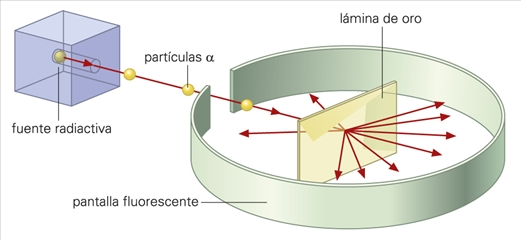 lámina de oro
partículas α
fuente radiactiva
pantalla fluorescente